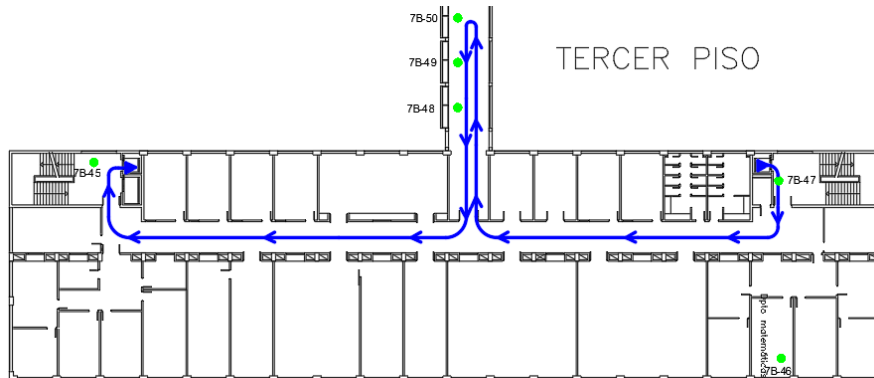 7B-50
TERCER PISO
7B-49
7B-48
7B-45
7B-47
Dpto matemáticas
7B-46